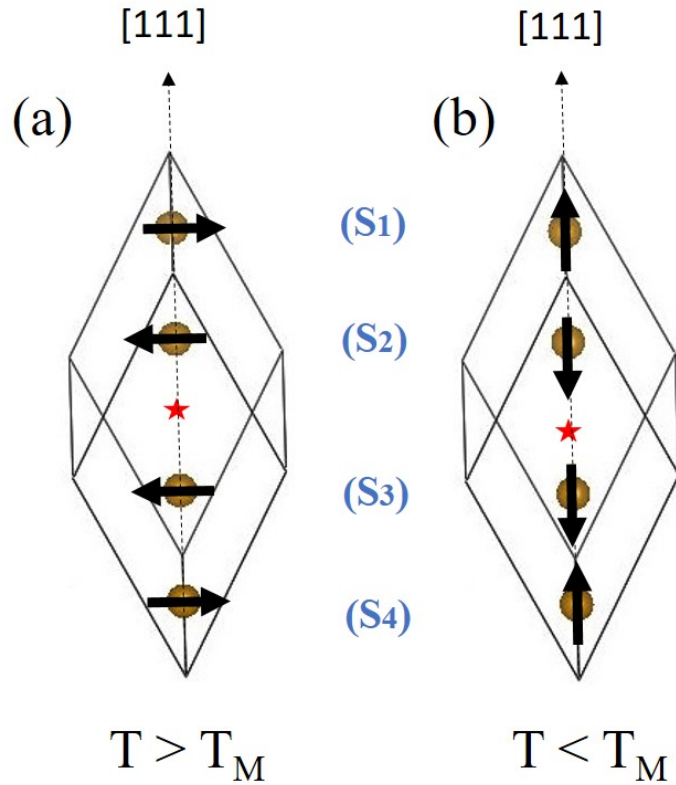 [111]
[111]
(a)
(b)
(S1)
(S2)
(S3)
(S4)
T > TM
T < TM